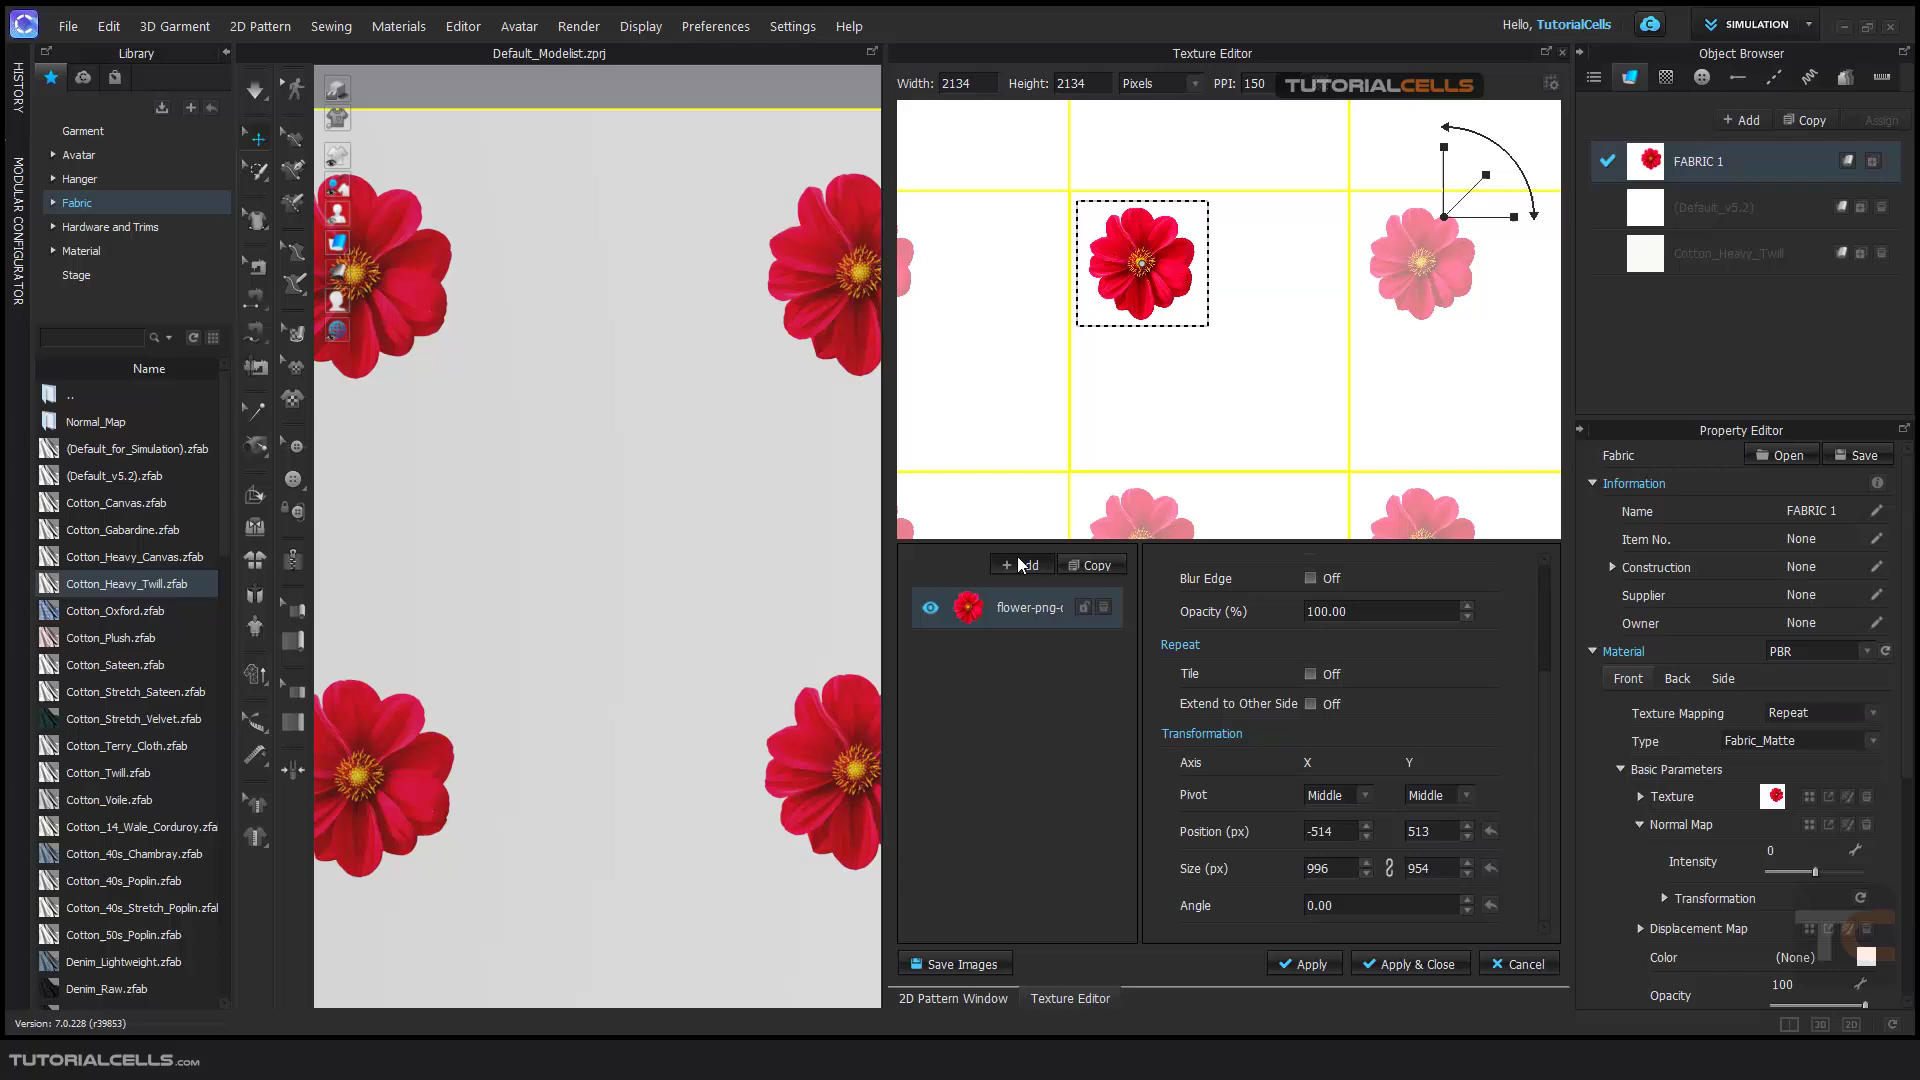 File Edit 3D Garment 2D Pattern Sewing Materials Editor Avatar Render Display Preferences Settings Help
Hello, TutorialCells
SIMULATION
HISTORY
MODULAR CONFIGURATOR
Library
Garment
Avatar
Hanger
Fabric
Hardware and Trims
Material
Stage
Name
..
Normal_Map
(Default_for_Simulation).zfab
(Default_v5.2).zfab
Cotton_Canvas.zfab
Cotton_Gabardine.zfab
Cotton_Heavy_Canvas.zfab
Cotton_Heavy_Twill.zfab
Cotton_Oxford.zfab
Cotton_Plush.zfab
Cotton_Sateen.zfab
Cotton_Stretch_Sateen.zfab
Cotton_Stretch_Velvet.zfab
Cotton_Terry_Cloth.zfab
Cotton_Twill.zfab
Cotton_Voile.zfab
Cotton_14_Wale_Corduroy.zfa
Cotton_40s_Chambray.zfab
Cotton_40s_Poplin.zfab
Cotton_40s_Stretch_Poplin.zfal
Cotton_50s_Poplin.zfab
Denim_Lightweight.zfab
Denim_Raw.zfab
Version: 7.0.228 (r39853)
Default_Modelist.zprj
Texture Editor
Width: 2134 Height: 2134 Pixels PPI: 150
TUTORIALCELLS
+ Add Copy
flower-png-c
Blur Edge Off
Opacity (%) 100.00
Repeat
Tile Off
Extend to Other Side Off
Transformation
Axis X Y
Pivot Middle Middle
Position (px) -514 513
Size (px) 996 954
Angle 0.00
Save Images Apply Apply & Close Cancel
2D Pattern Window Texture Editor
Object Browser
+ Add Copy Assign
FABRIC 1
(Default_v5.2)
Cotton_Heavy_Twill
Property Editor
Fabric Open Save
Information
Name FABRIC 1
Item No. None
Construction None
Supplier None
Owner None
Material PBR
Front Back Side
Texture Mapping Repeat
Type Fabric_Matte
Basic Parameters
Texture
Normal Map
Intensity 0
Transformation
Displacement Map
Color (None)
Opacity 100
TC
3D 2D
TUTORIALCELLS.COM